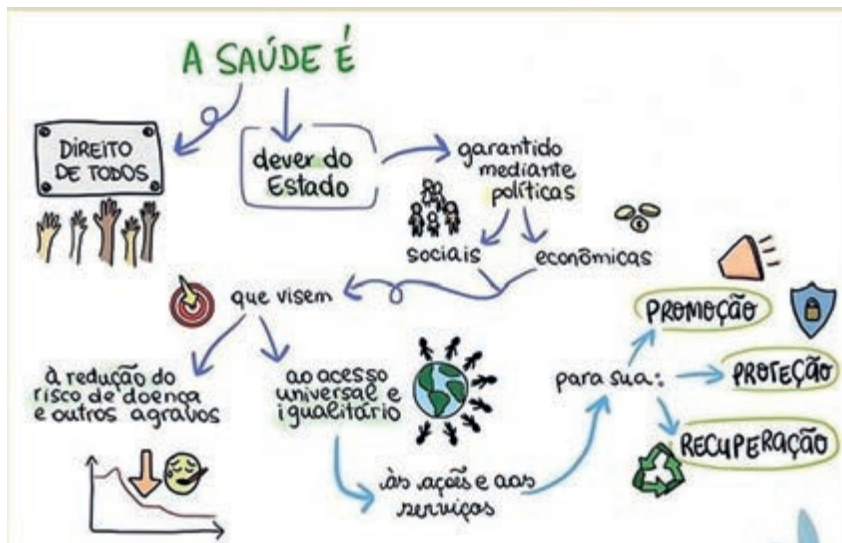 A SAÚDE É
DIREITO
DE TODOS
dever do
Estado
garantido
mediante
políticas
sociais
econômicas
que visem
à redução do
risco de doença
e outros agravos
ao acesso
universal e
igualitário
às ações e aos
serviços
para sua:
PROMOÇÃO
PROTEÇÃO
RECUPERAÇÃO